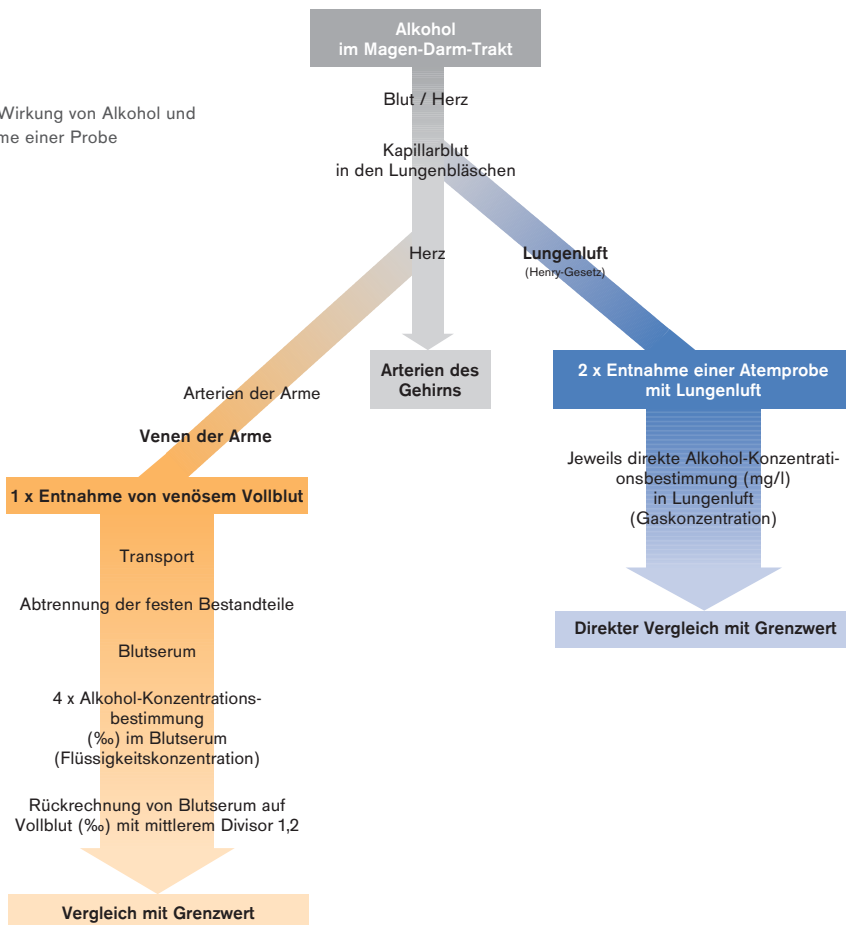 Alkohol
im Magen-Darm-Trakt
Wirkung von Alkohol und
me einer Probe
Blut / Herz
Kapillarblut
in den Lungenbläschen
Herz
Lungenluft
(Henry-Gesetz)
Arterien des
Gehirns
2 x Entnahme einer Atemprobe
mit Lungenluft
Arterien der Arme
Venen der Arme
Jeweils direkte Alkohol-Konzentrati-
onsbestimmung (mg/l)
in Lungenluft
(Gaskonzentration)
1 x Entnahme von venösem Vollblut
Transport
Abtrennung der festen Bestandteile
Blutserum
Direkter Vergleich mit Grenzwert
4 x Alkohol-Konzentrations-
bestimmung
(‰) im Blutserum
(Flüssigkeitskonzentration)
Rückrechnung von Blutserum auf
Vollblut (‰) mit mittlerem Divisor 1,2
Vergleich mit Grenzwert